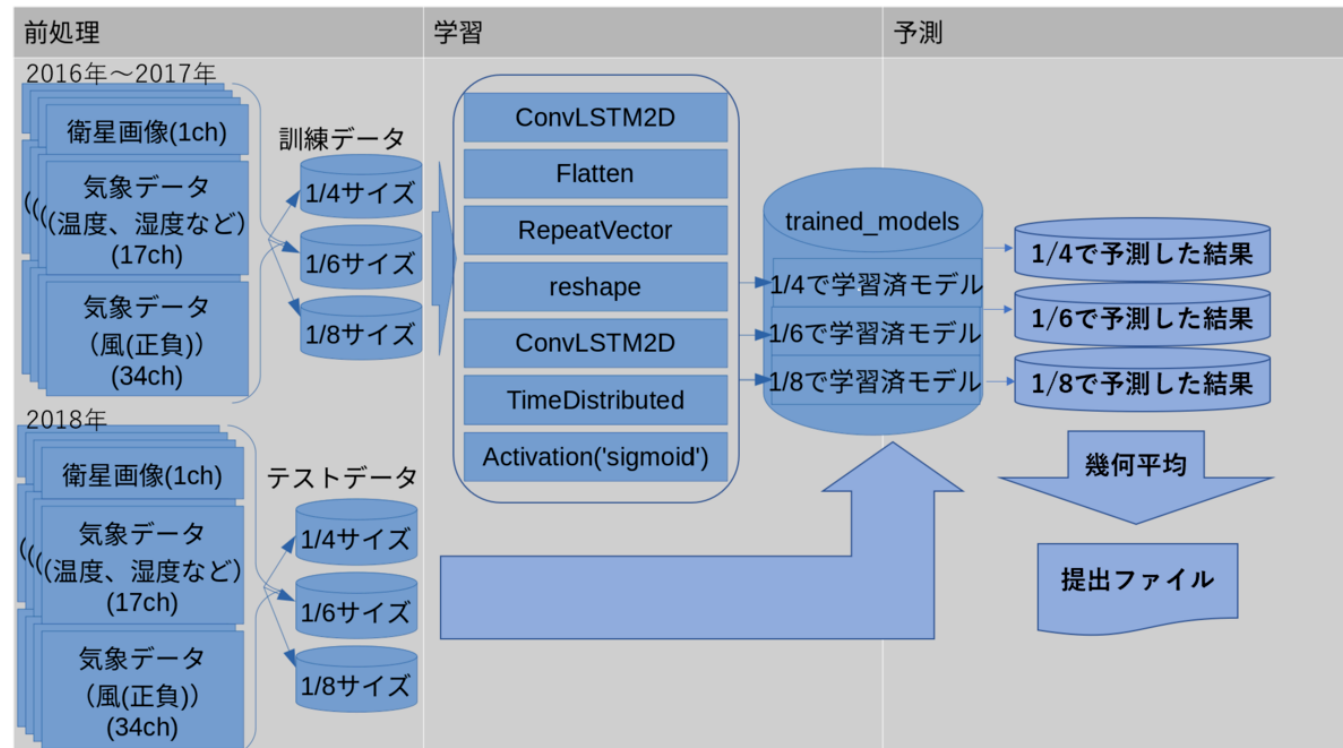 前処理
学習
予測
2016年～2017年
衛星画像(1ch)
気象データ
(((温度、湿度など)
(17ch)
気象データ
（風(正負)）
(34ch)
訓練データ
1/4サイズ
1/6サイズ
1/8サイズ
2018年
衛星画像(1ch)
気象データ
(((温度、湿度など)
(17ch)
気象データ
（風(正負)）
(34ch)
テストデータ
1/4サイズ
1/6サイズ
1/8サイズ
ConvLSTM2D
Flatten
RepeatVector
reshape
ConvLSTM2D
TimeDistributed
Activation('sigmoid')
trained_models
1/4で学習済モデル
1/6で学習済モデル
1/8で学習済モデル
1/4で予測した結果
1/6で予測した結果
1/8で予測した結果
幾何平均
提出ファイル